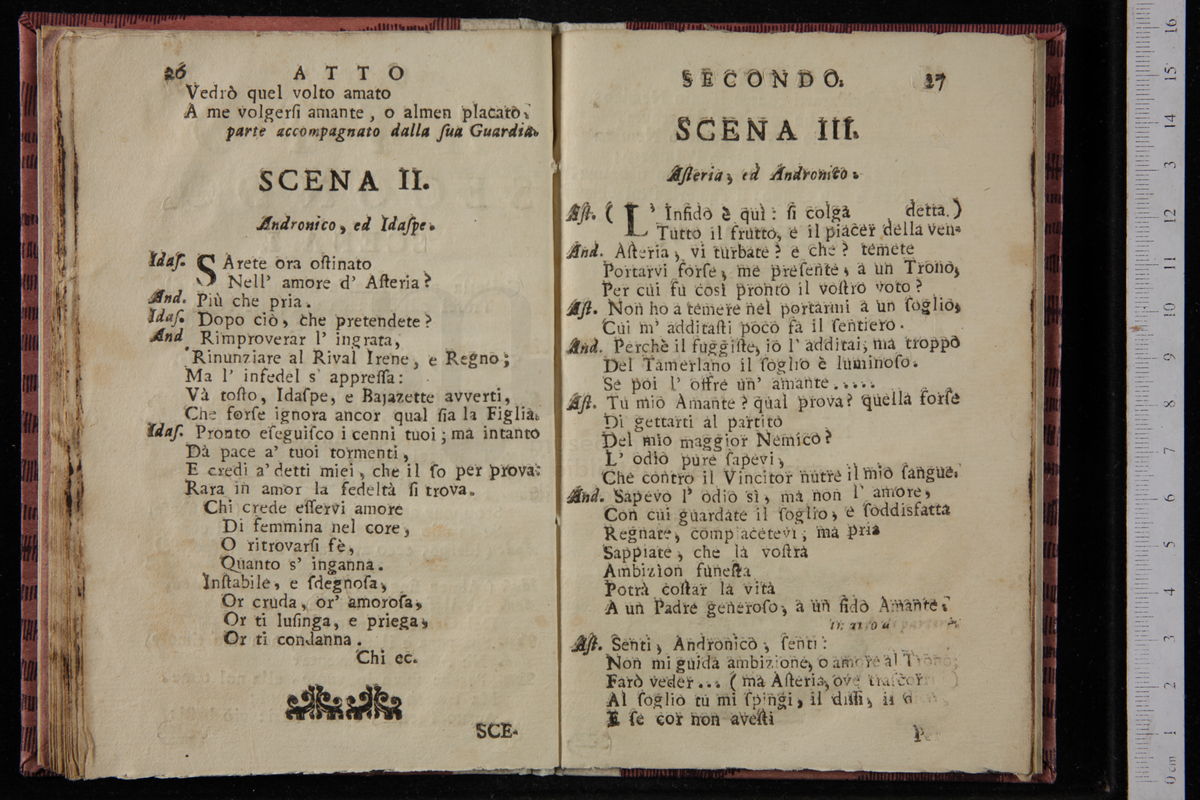 26 ATTO
Vedrò quel volto amato
A me volgerſi amante, o almen placato.
parte accompagnato dalla ſua Guardia.
SCENA II.
Andronico, ed Idaſpe.
Idaſ. SArete ora oſtinato
Nell' amore d' Aſteria?
And. Più che pria.
Idaſ. Dopo ciò, che pretendete?
And. Rimproverar l' ingrata,
Rinunziare al Rival Irene, e Regno;
Ma l' infedel s' appreſſa:
Và toſto, Idaſpe, e Bajazette avverti,
Che forſe ignora ancor qual ſia la Figlia.
Idaſ. Pronto eſeguiſco i cenni tuoi; ma intanto
Dà pace a' tuoi tormenti,
E credi a' detti miei, che il ſo per prova:
Rara in amor la fedeltà ſi trova.
Chi crede eſſervi amore
Di femmina nel core,
O ritrovarſi fè,
Quanto s' inganna.
Inſtabile, e ſdegnoſa,
Or cruda, or' amoroſa,
Or ti luſinga, e priega,
Or ti condanna.
Chi ec.
SCE-
SECONDO. 27
SCENA III.
Aſteria, ed Andronico.
Aſt. (L' Infido è quì: ſi colga detta.)
Tutto il frutto, e il piacer della Ven-
And. Aſteria, vi turbate? e che? temete
Portarvi forſe, me preſente, a un Trono,
Per cui fu così pronto il voſtro voto?
Aſt. Non ho a temere nel portarmi a un ſoglio,
Cui m' additaſti poco fa il ſentiero.
And. Perchè il fuggiſte, io l' additai; ma troppo
Del Tamerlano il ſoglio è luminoſo.
Se poi l' offre un' amante.....
Aſt. Tu mio Amante? qual prova? quella forſe
Di gettarti al partito
Del mio maggior Nemico?
L' odio pure ſapevi,
Che contro il Vincitor nutre il mio ſangue.
And. Sapevo l' odio sì, ma non l' amore,
Con cui guardate il ſoglio, e ſoddisfatta
Regnare, compiacetevi; ma pria
Sappiate, che la voſtra
Ambizion funeſta
Potrà coſtar la vita
A un Padre generoſo, a un fido Amante.
in atto di partire
Aſt. Senti, Andronico, ſenti:
Non mi guida ambizione, o amore al Trono;
Farò veder... (ma Aſteria, ove traſcorri)
Al ſoglio tu mi ſpingi, il diſſi, il
E ſe cor non aveſti